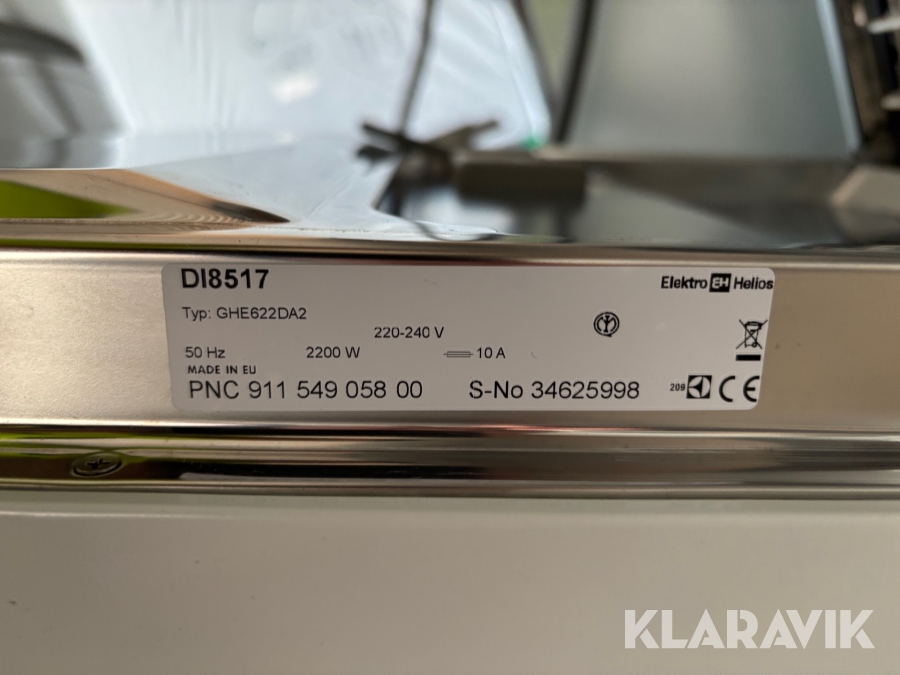 DI8517
Elektro EH Helios
Typ: GHE622DA2
220-240 V
50 Hz 2200 W 10 A
MADE IN EU
PNC 911 549 058 00 S-No 34625998
209 CE
KLARAVIK